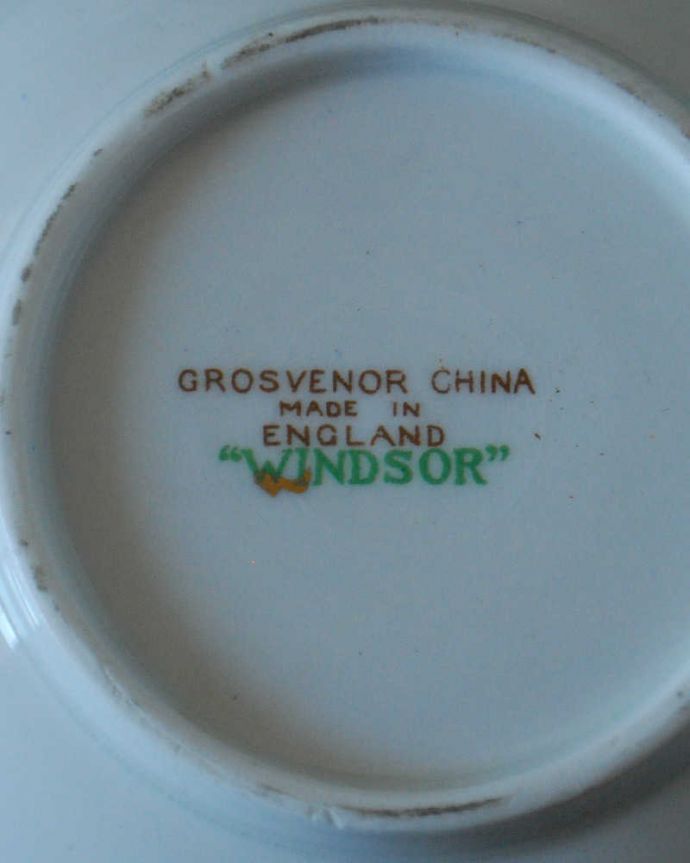 GROSVENOR CHINA
MADE IN
ENGLAND
“WINDSOR”